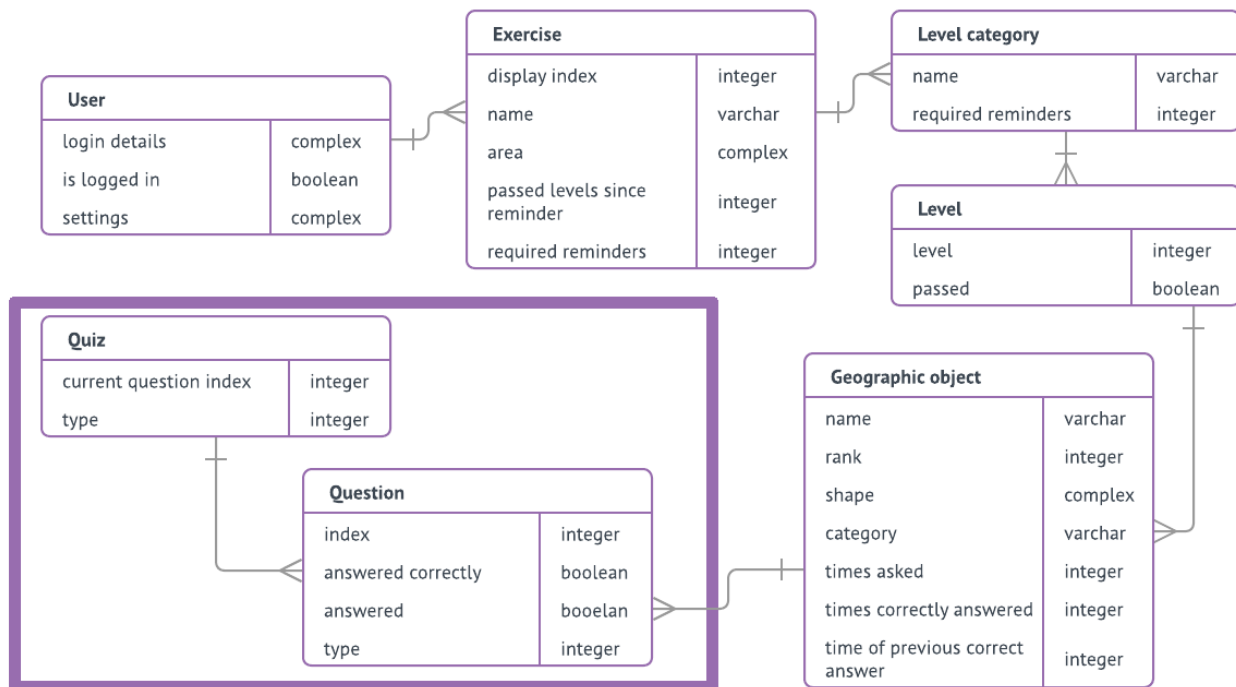 User
login details complex
is logged in boolean
settings complex
Exercise
display index integer
name varchar
area complex
passed levels since
reminder integer
required reminders integer
Level category
name varchar
required reminders integer
Level
level integer
passed boolean
Quiz
current question index integer
type integer
Question
index integer
answered correctly boolean
answered booelan
type integer
Geographic object
name varchar
rank integer
shape complex
category varchar
times asked integer
times correctly answered integer
time of previous correct
answer integer